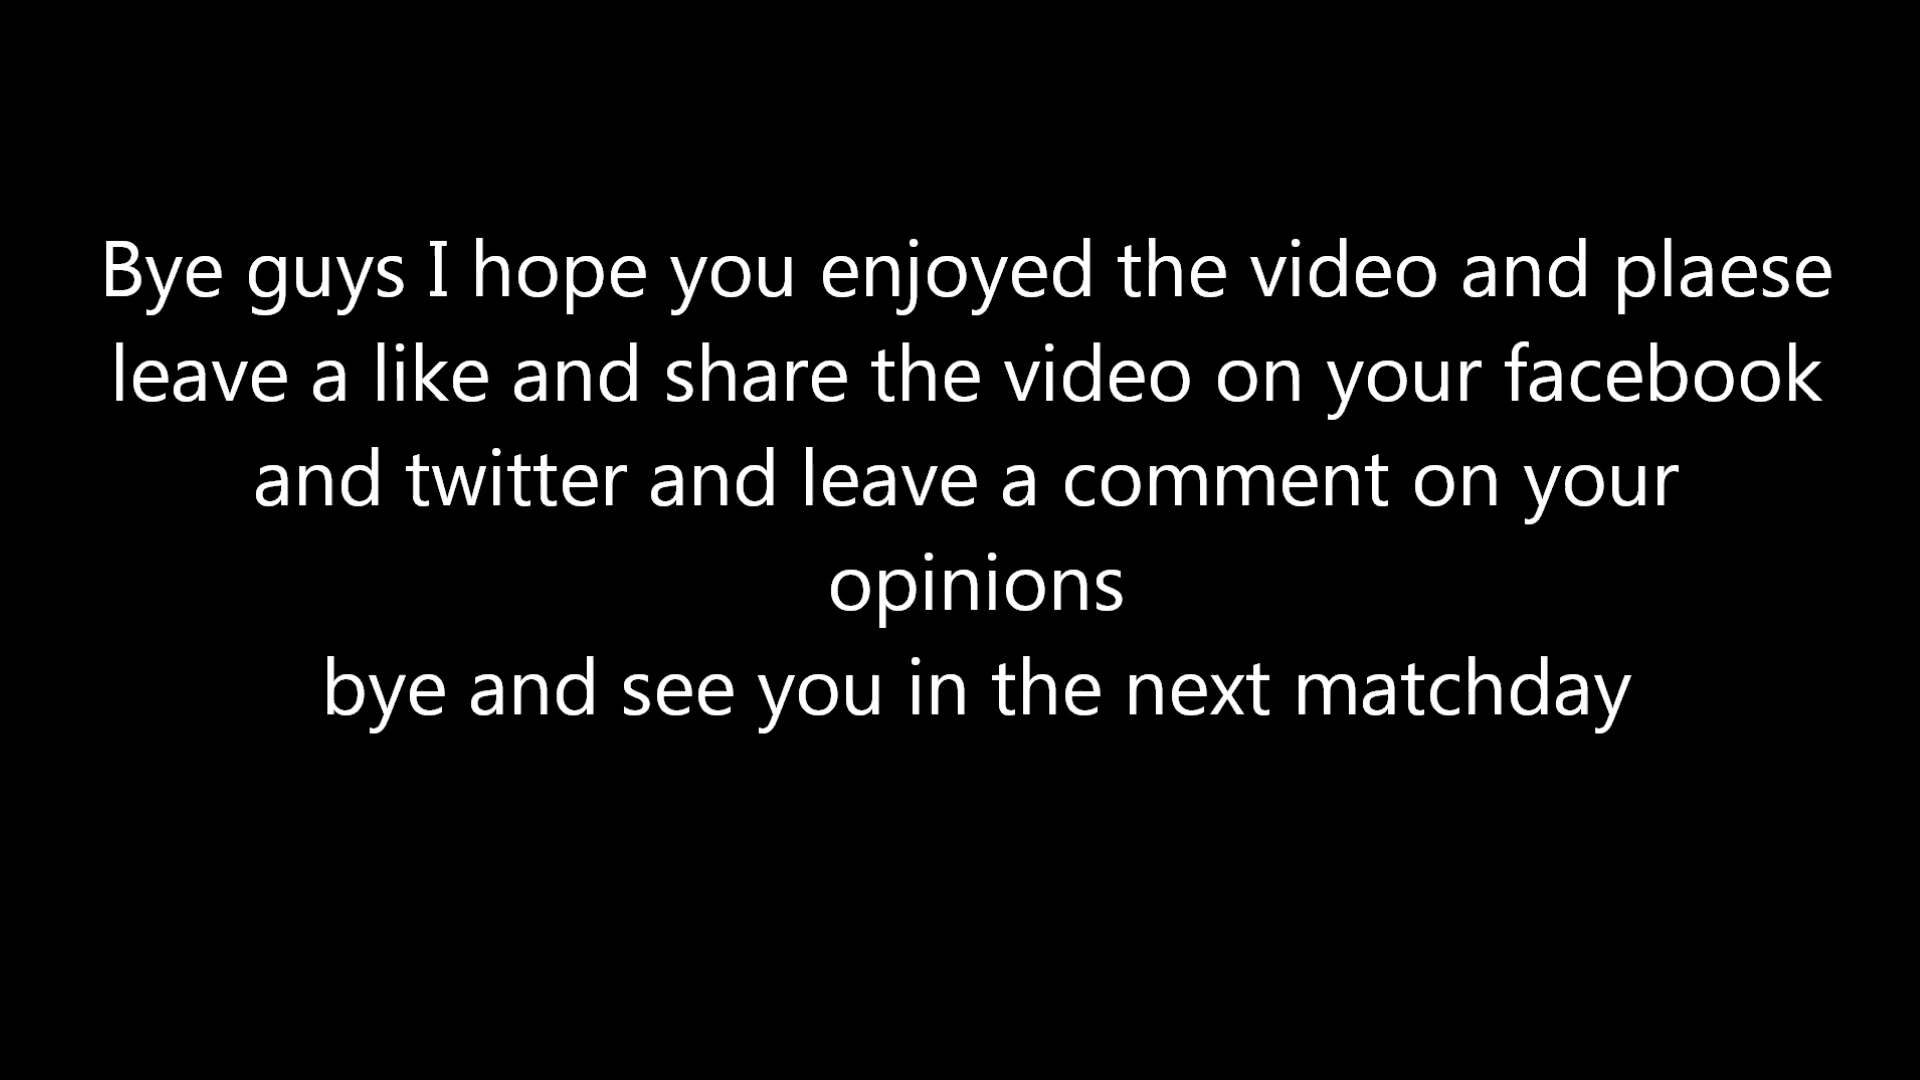 Bye guys I hope you enjoyed the video and plaese
leave a like and share the video on your facebook
and twitter and leave a comment on your
opinions
bye and see you in the next matchday